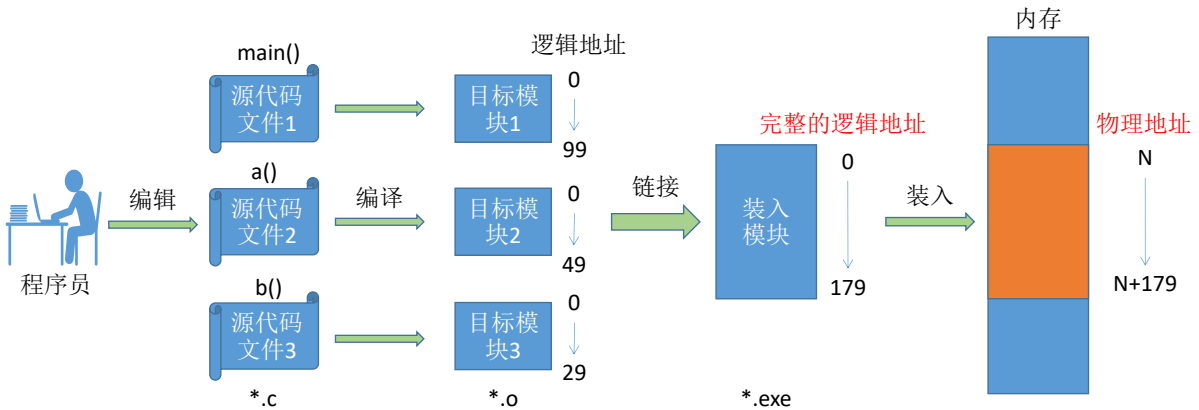 程序员
编辑
main()
源代码
文件1
a()
源代码
文件2
b()
源代码
文件3
*.c
编译
逻辑地址
目标模
块1
0
99
目标模
块2
0
49
目标模
块3
0
29
*.o
链接
完整的逻辑地址
装入
模块
0
179
*.exe
装入
内存
物理地址
N
N+179